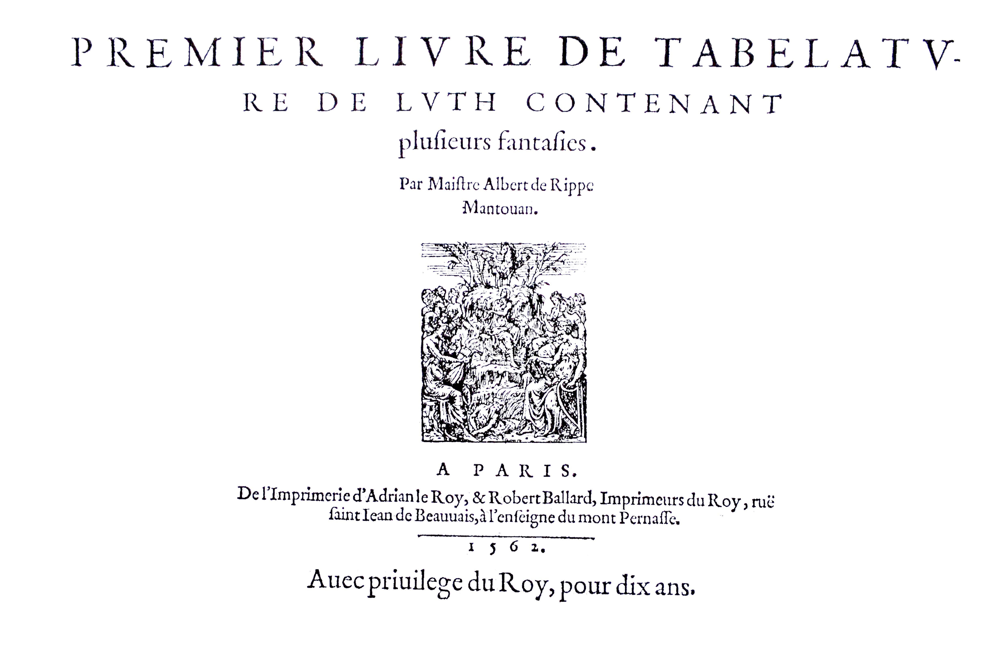 PREMIER LIVRE DE TABELATV-
RE DE LVTH CONTENANT
pluſieurs fantaſies.
Par Maiſtre Albert de Rippe
Mantouan.
A PARIS.
De l'Imprimerie d'Adrian le Roy, & Robert Ballard, Imprimeurs du Roy, ruë
ſaint Iean de Beauuais, à l'enſeigne du mont Pernaſſe.
1562.
Auec priuilege du Roy, pour dix ans.